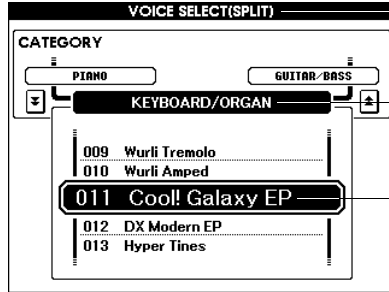 VOICE SELECT(SPLIT)
CATEGORY
PIANO
GUITAR/BASS
KEYBOARD/ORGAN
009 Wurli Tremolo
010 Wurli Amped
011 Cool! Galaxy EP
012 DX Modern EP
013 Hyper Tines